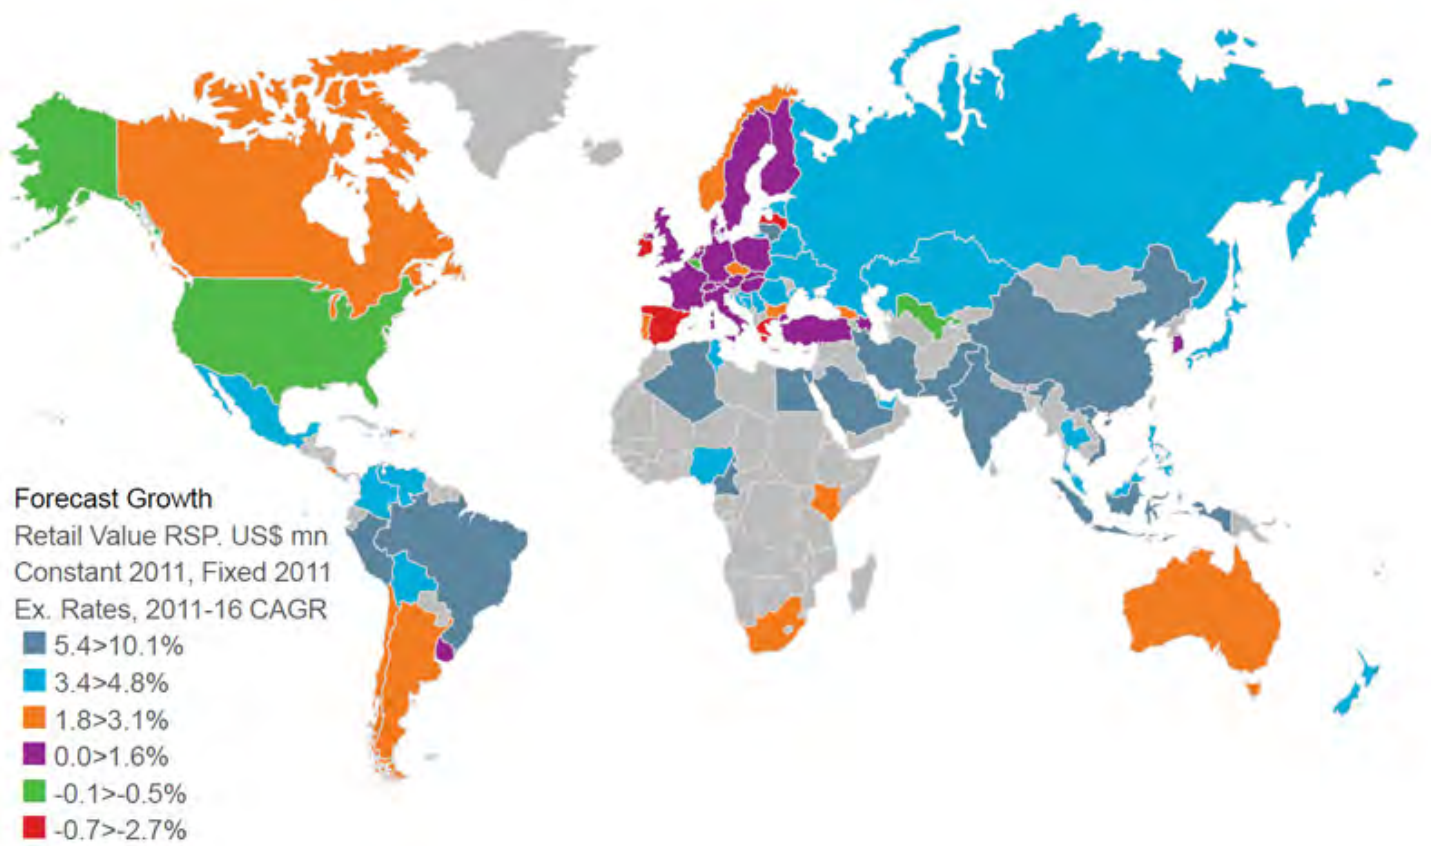 Forecast Growth
Retail Value RSP. US$ mn
Constant 2011, Fixed 2011
Ex. Rates, 2011-16 CAGR
5.4>10.1%
3.4>4.8%
1.8>3.1%
0.0>1.6%
-0.1>-0.5%
-0.7>-2.7%